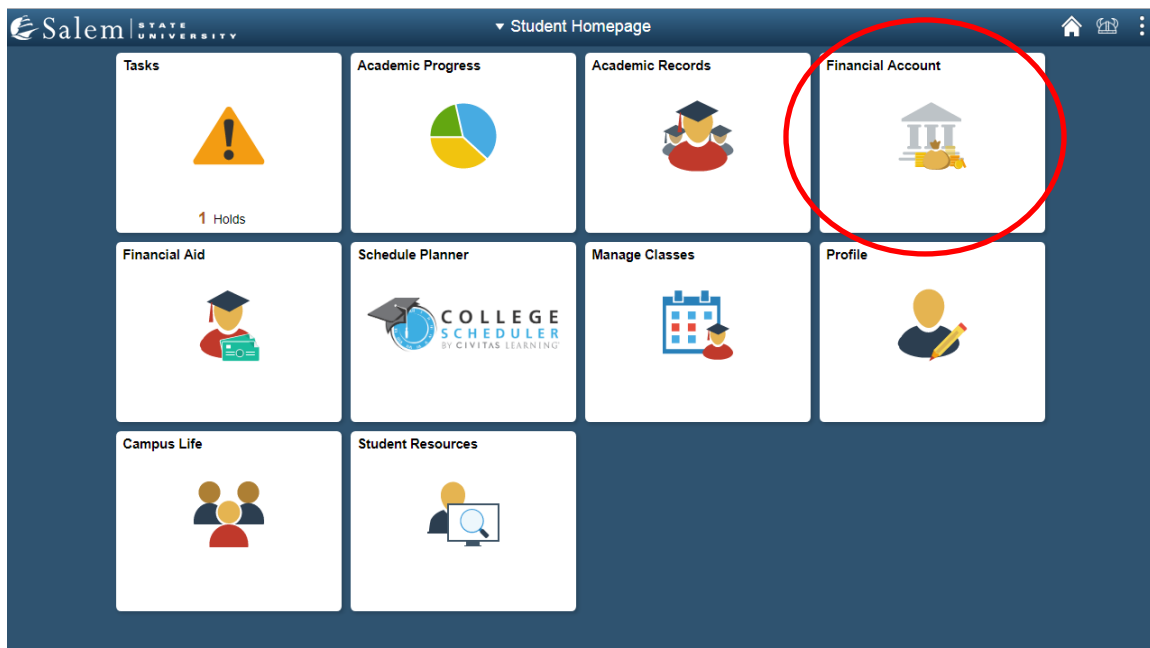 Salem STATE UNIVERSITY
Student Homepage
Tasks
Academic Progress
Academic Records
Financial Account
1 Holds
Financial Aid
Schedule Planner
Manage Classes
Profile
COLLEGE
SCHEDULER
BY CIVITAS LEARNING
Campus Life
Student Resources